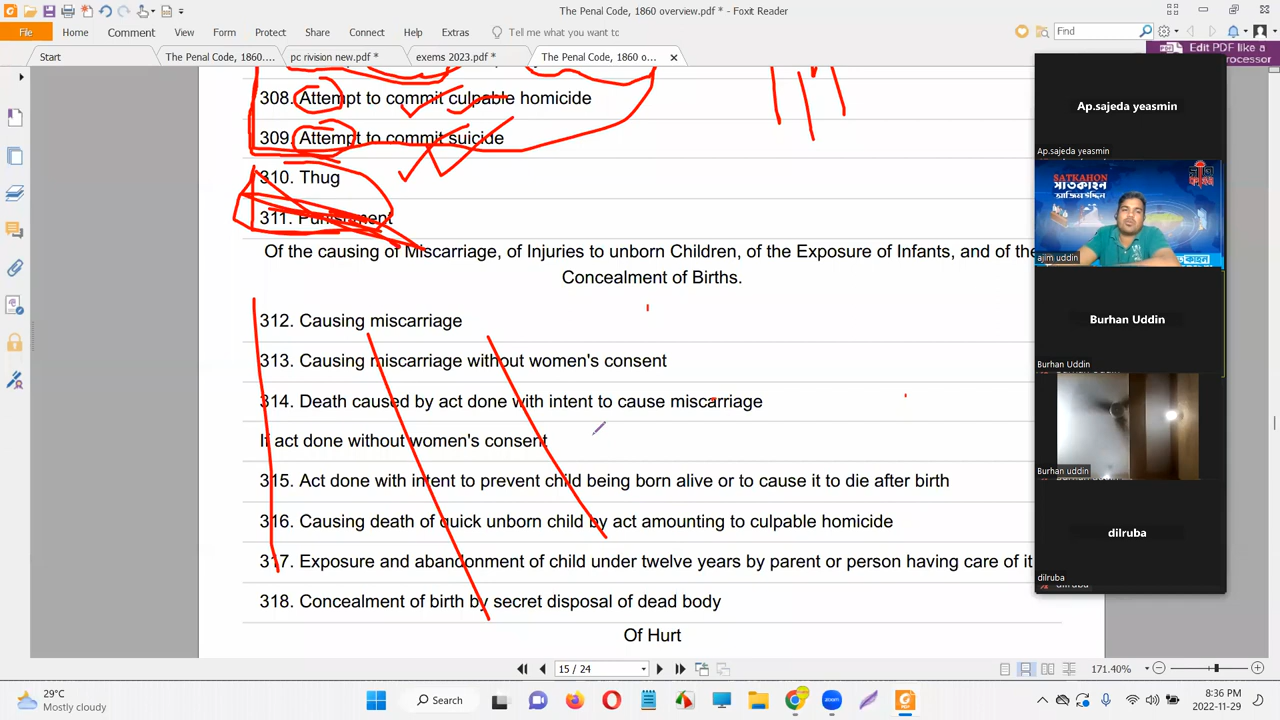 The Penal Code, 1860 overview.pdf * - Foxit Reader
File Home Comment View Form Protect Share Connect Help Extras Tell me what you want to
Find
Edit PDF like a
Start The Penal Code, 1860.... pc rivision new.pdf * exems 2023.pdf * The Penal Code, 1860 o...
308. Attempt to commit culpable homicide
309. Attempt to commit suicide
310. Thug
311. Punishment
Of the causing of Miscarriage, of Injuries to unborn Children, of the Exposure of Infants, and of the
Concealment of Births.
312. Causing miscarriage
313. Causing miscarriage without women's consent
314. Death caused by act done with intent to cause miscarriage
If act done without women's consent
315. Act done with intent to prevent child being born alive or to cause it to die after birth
316. Causing death of quick unborn child by act amounting to culpable homicide
317. Exposure and abandonment of child under twelve years by parent or person having care of it
318. Concealment of birth by secret disposal of dead body
Of Hurt
Ap.sajeda yeasmin
Ap.sajeda yeasmin
SATKAHON
সাতকাহন
আজিম উদ্দিন
ajim uddin
Burhan Uddin
Burhan Uddin
Burhan uddin
dilruba
dilruba
15 / 24
171.40%
29°C
Mostly cloudy
Search
8:36 PM
2022-11-29